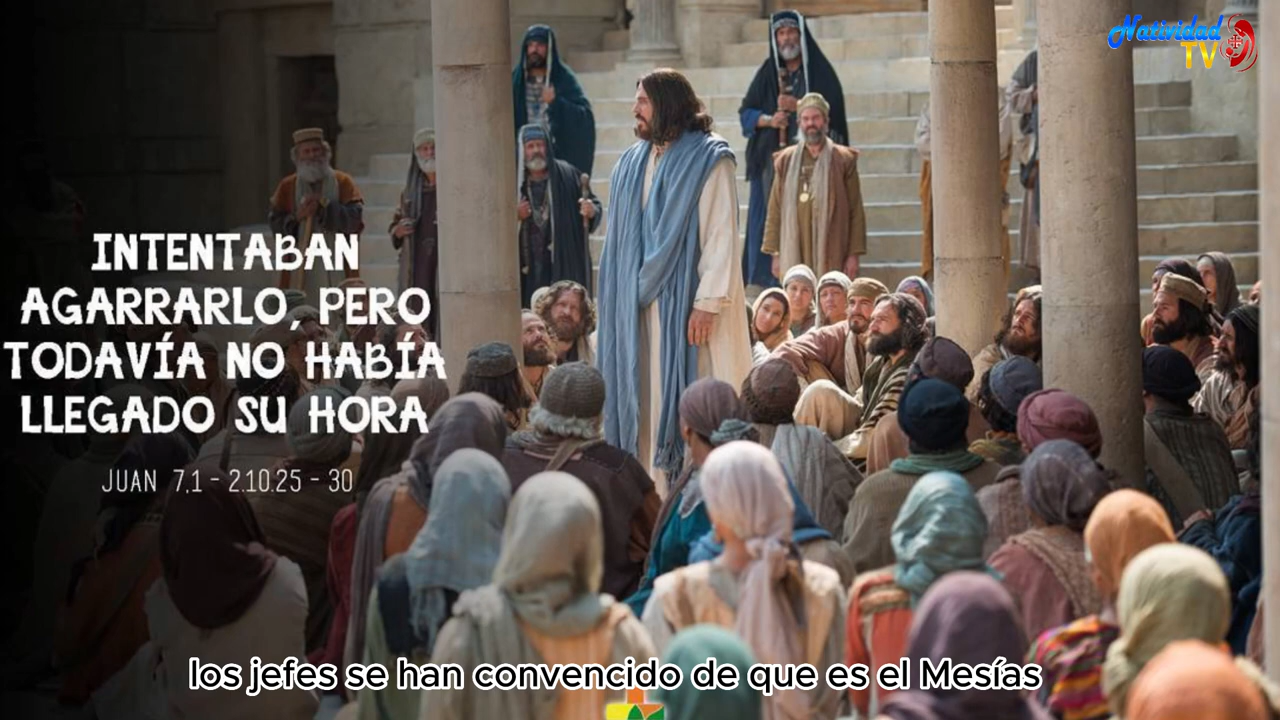 Natividad
TV
INTENTABAN
AGARRARLO, PERO
TODAVÍA NO HABÍA
LLEGADO SU HORA
JUAN 7,1 - 2.10.25 - 30
los jefes se han convencido de que es el Mesías